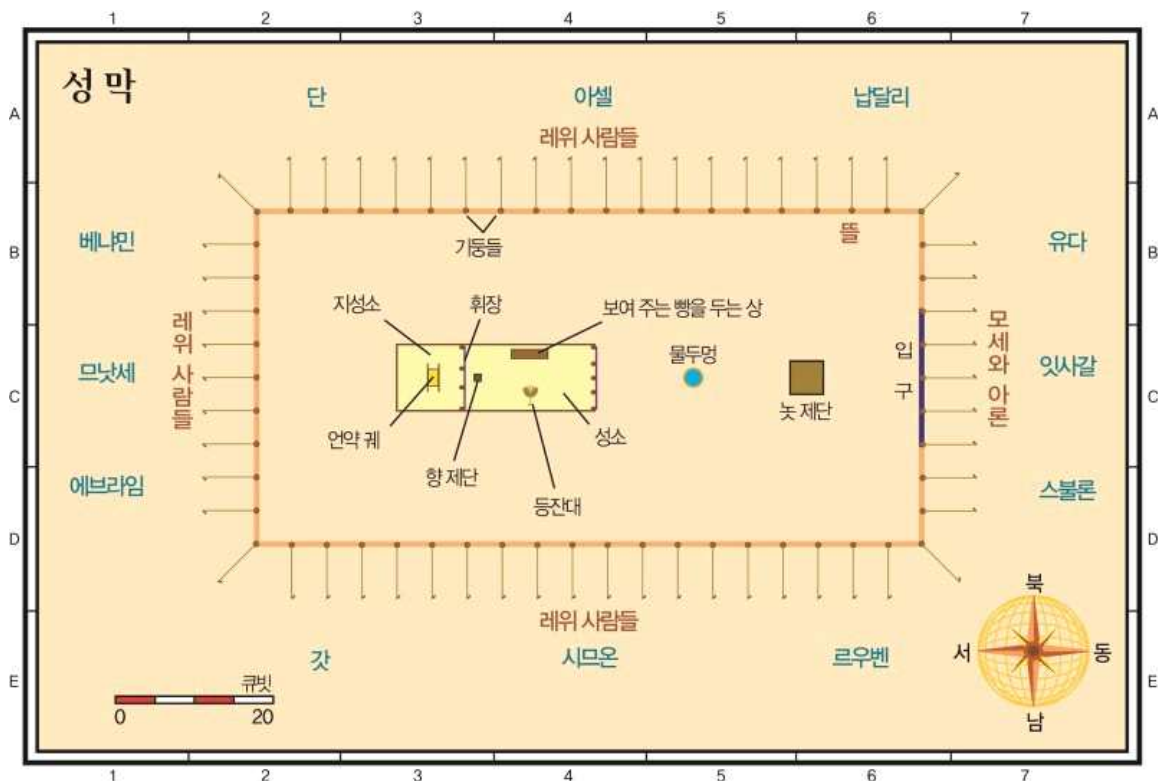 1 2 3 4 5 6 7
성막
단 아셀 납달리
A A
레위 사람들
뜰
기둥들
베냐민 유다
B B
지성소 휘장 보여 주는 빵을 두는 상
레위 사람들
모세와 아론
입구
물두멍
므낫세 잇사갈
C C
놋 제단
언약 궤 성소
향 제단
등잔대
에브라임 스불론
D D
북
레위 사람들
갓 시므온 르우벤
서 동
E E
큐빗
0 20
남
1 2 3 4 5 6 7